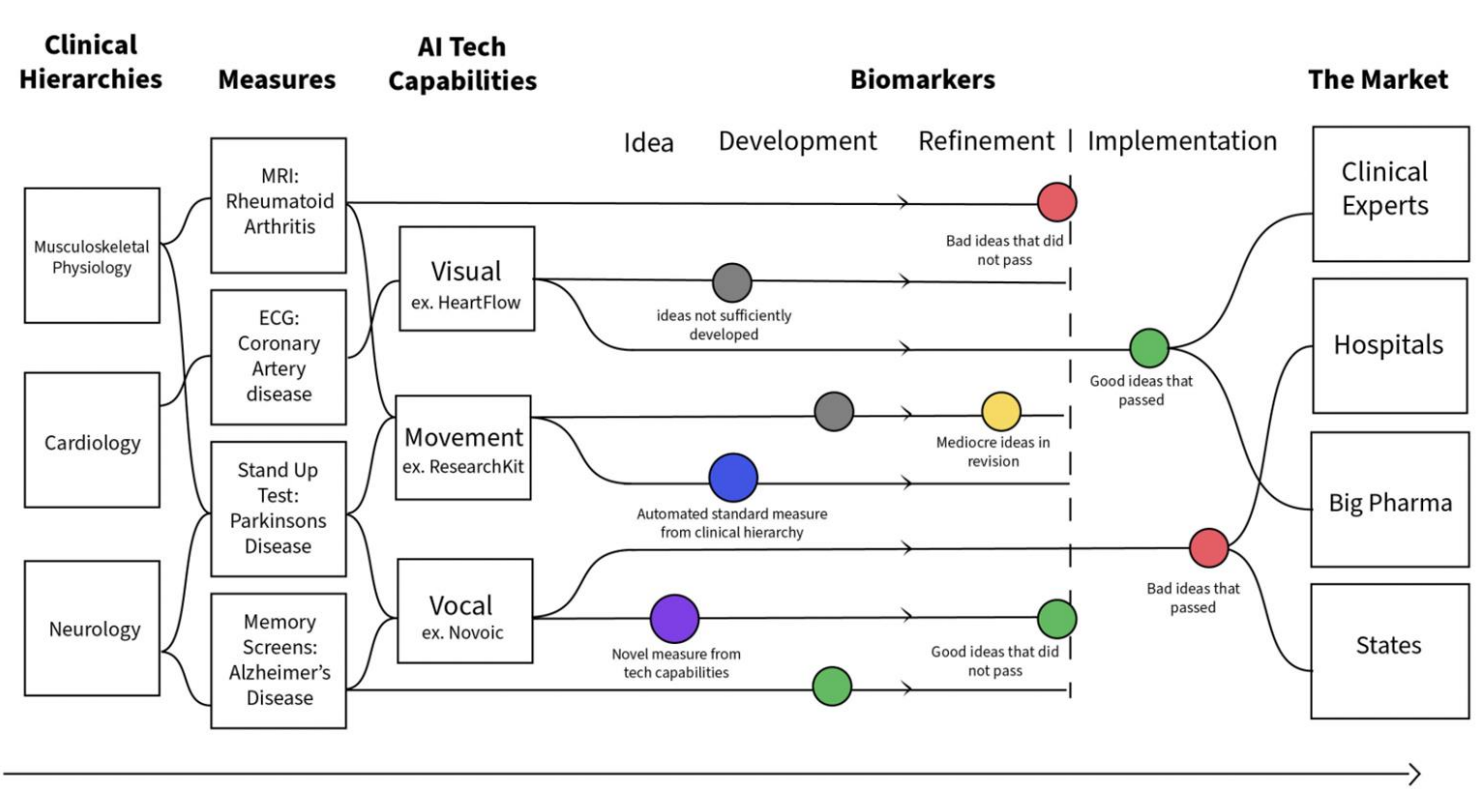 Clinical
Hierarchies
Measures
AI Tech
Capabilities
Biomarkers
The Market
Idea
Development
Refinement
Implementation
Musculoskeletal
Physiology
Cardiology
Neurology
MRI:
Rheumatoid
Arthritis
ECG:
Coronary
Artery
disease
Stand Up
Test:
Parkinsons
Disease
Memory
Screens:
Alzheimer’s
Disease
Visual
ex. HeartFlow
Movement
ex. ResearchKit
Vocal
ex. Novoic
Bad ideas that did
not pass
ideas not sufficiently
developed
Good ideas that
passed
Mediocre ideas in
revision
Automated standard measure
from clinical hierarchy
Bad ideas that
passed
Novel measure from
tech capabilities
Good ideas that did
not pass
Clinical
Experts
Hospitals
Big Pharma
States